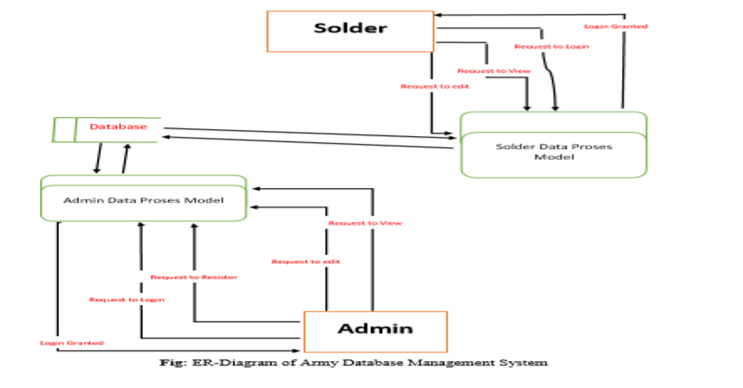 Solder
Login Granted
Request to Login
Request to View
Request to edit
Database
Solder Data Proses
Model
Admin Data Proses Model
Request to View
Request to edit
Request to Resister
Request to Login
Admin
Login Granted
Fig: ER-Diagram of Army Database Management System